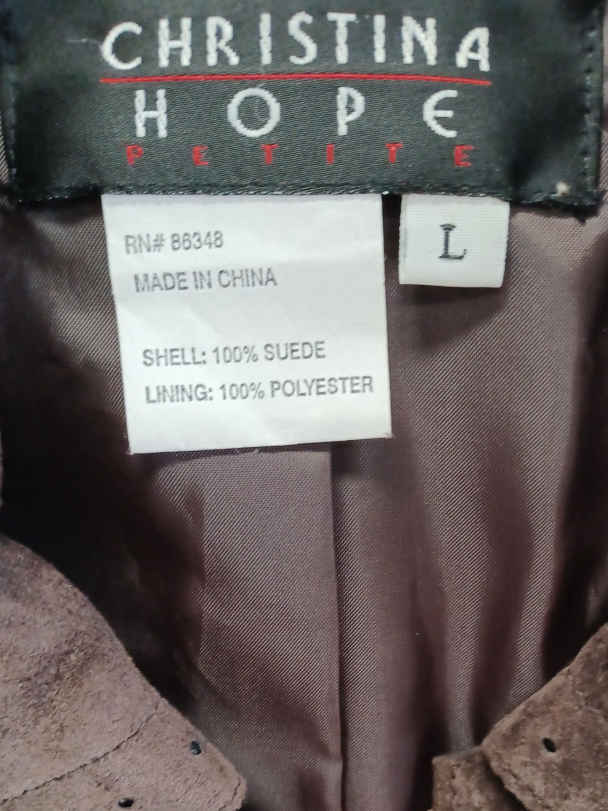 CHRISTINA
HOPE
PETITE
L
RN# 86348
MADE IN CHINA
SHELL: 100% SUEDE
LINING: 100% POLYESTER